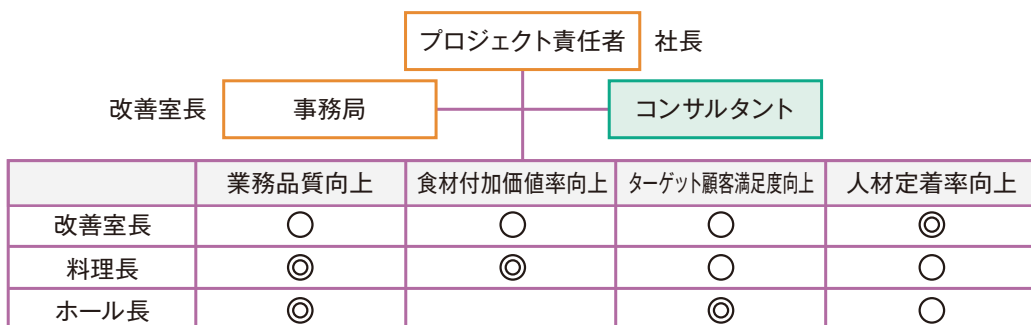 プロジェクト責任者 社長
改善室長 事務局 コンサルタント
業務品質向上 食材付加価値率向上 ターゲット顧客満足度向上 人材定着率向上
改善室長 ○ ○ ○ ◎
料理長 ◎ ◎ ○ ○
ホール長 ◎ ◎ ○